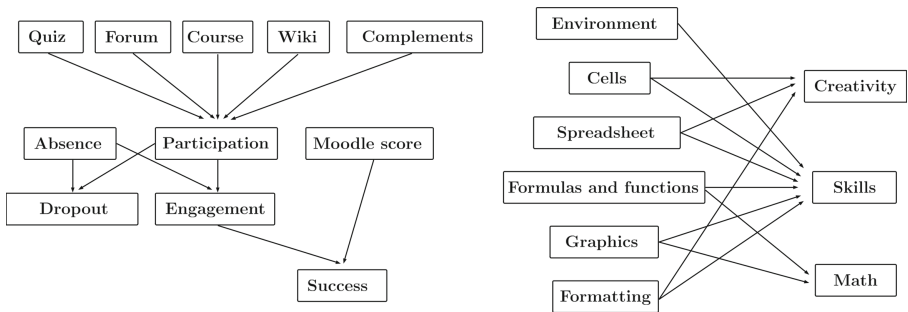 Quiz
Forum
Course
Wiki
Complements
Absence
Participation
Moodle score
Dropout
Engagement
Success
Environment
Cells
Spreadsheet
Formulas and functions
Graphics
Formatting
Creativity
Skills
Math